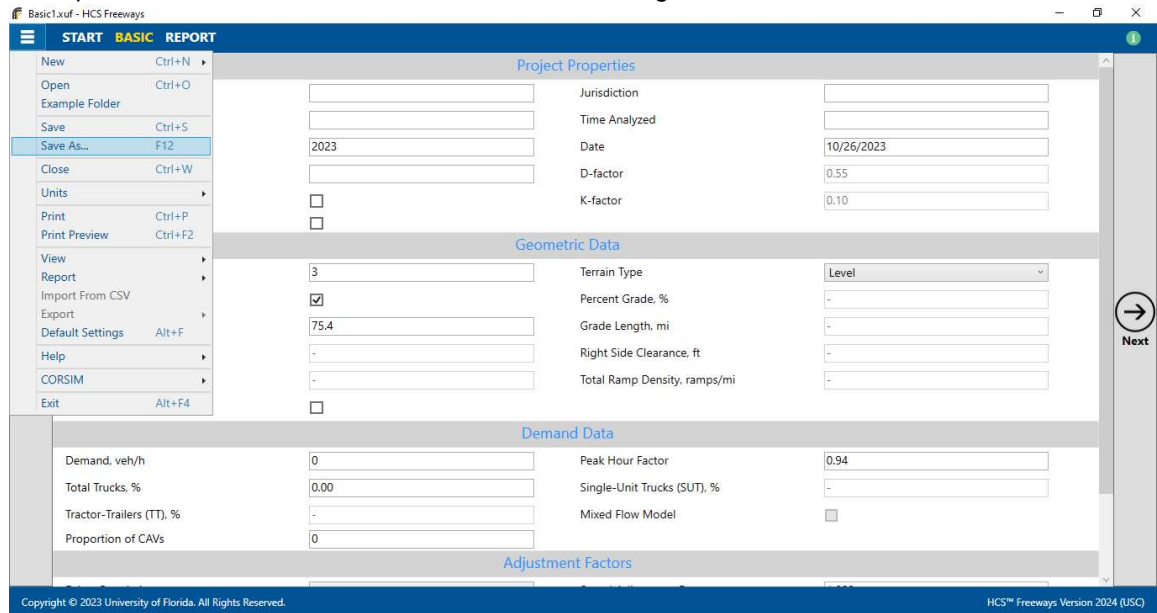 Basic1.xuf - HCS Freeways
START BASIC REPORT
New Ctrl+N
Open Ctrl+O
Example Folder
Save Ctrl+S
Save As... F12
Close Ctrl+W
Units
Print Ctrl+P
Print Preview Ctrl+F2
View
Report
Import From CSV
Export
Default Settings Alt+F
Help
CORSIM
Exit Alt+F4
Project Properties
Jurisdiction
Time Analyzed
2023 Date 10/26/2023
D-factor 0.55
K-factor 0.10
Geometric Data
3 Terrain Type Level
Percent Grade, % -
75.4 Grade Length, mi -
- Right Side Clearance, ft -
- Total Ramp Density, ramps/mi -
Next
Demand Data
Demand, veh/h 0 Peak Hour Factor 0.94
Total Trucks, % 0.00 Single-Unit Trucks (SUT), % -
Tractor-Trailers (TT), % - Mixed Flow Model
Proportion of CAVs 0
Adjustment Factors
Copyright © 2023 University of Florida. All Rights Reserved. HCS™ Freeways Version 2024 (USC)